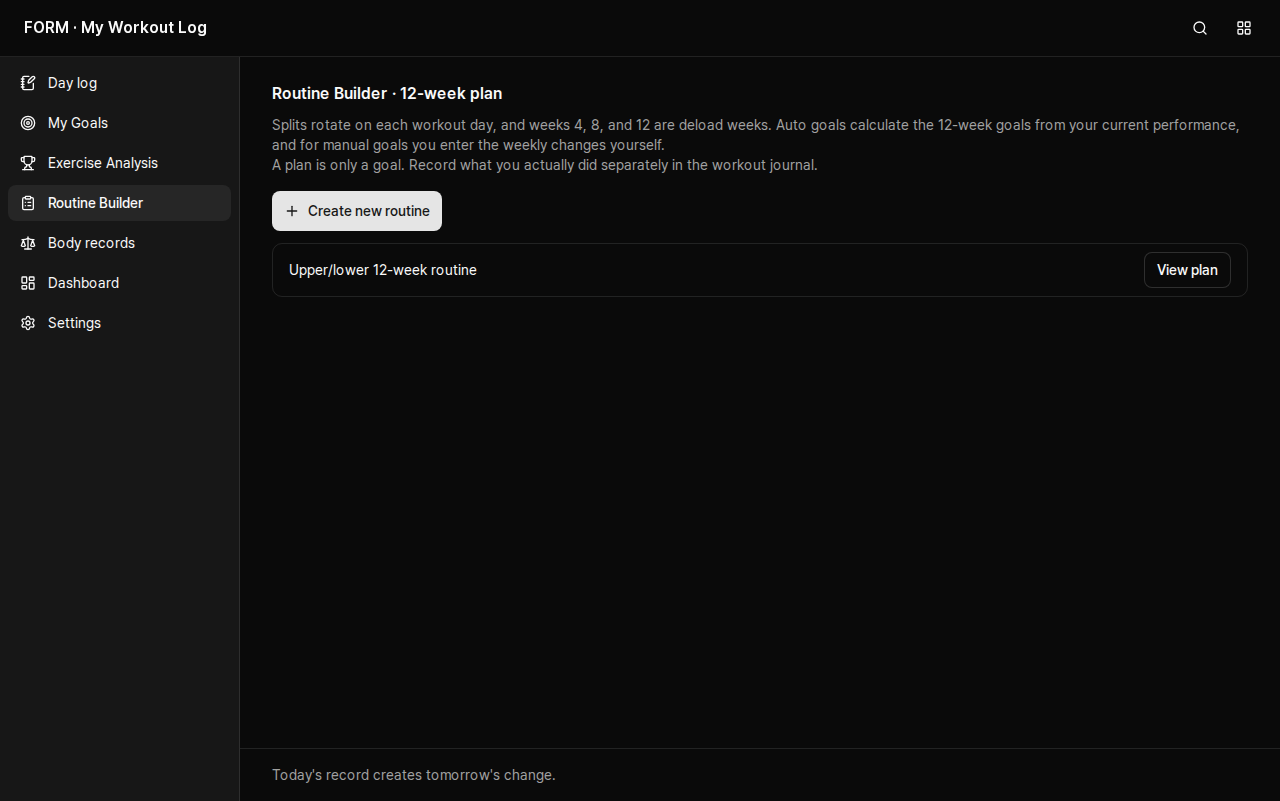 FORM · My Workout Log
Day log
My Goals
Exercise Analysis
Routine Builder
Body records
Dashboard
Settings
Routine Builder · 12-week plan
Splits rotate on each workout day, and weeks 4, 8, and 12 are deload weeks. Auto goals calculate the 12-week goals from your current performance,
and for manual goals you enter the weekly changes yourself.
A plan is only a goal. Record what you actually did separately in the workout journal.
Create new routine
Upper/lower 12-week routine
View plan
Today's record creates tomorrow's change.